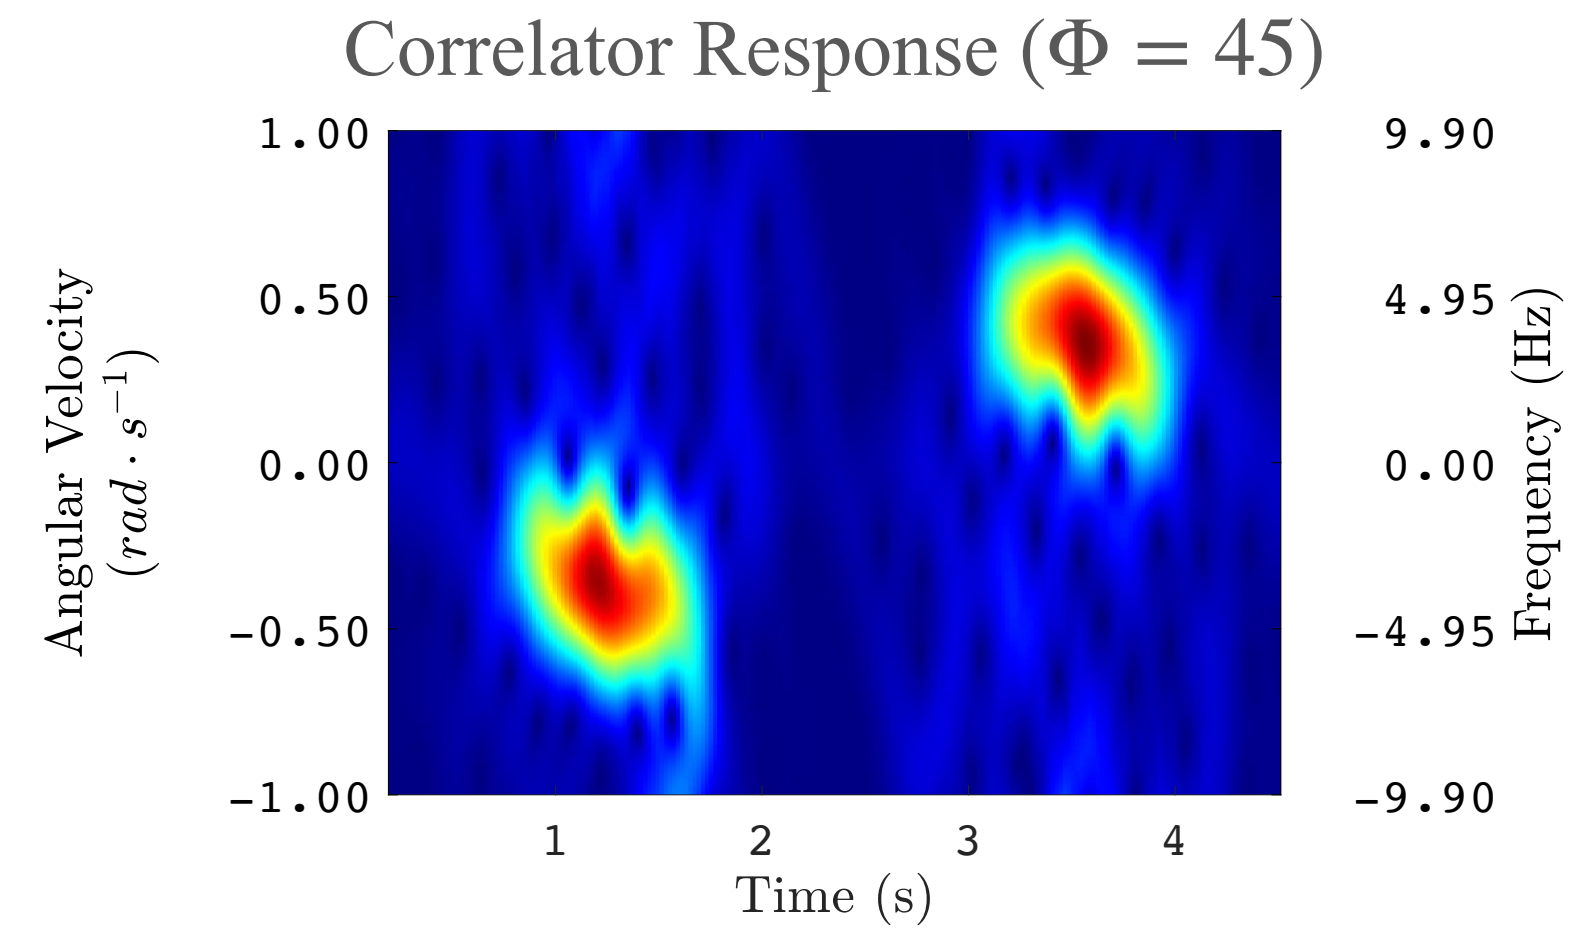 Correlator Response (Φ = 45)
1.00
0.50
0.00
−0.50
−1.00
Angular Velocity
(rad · s⁻¹)
9.90
4.95
0.00
−4.95
−9.90
Frequency (Hz)
1 2 3 4
Time (s)